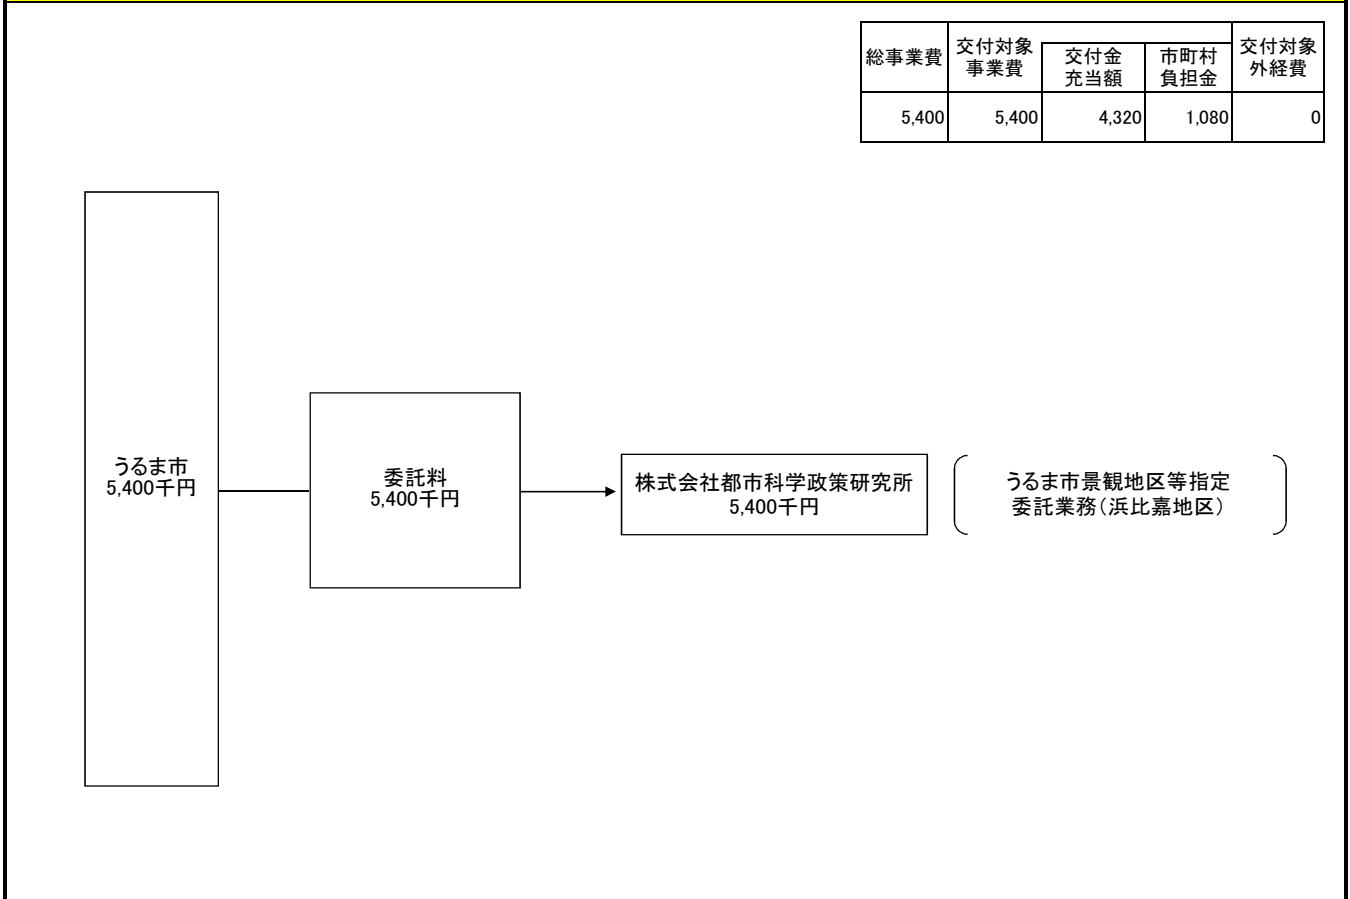 総事業費
交付対象
事業費
交付金
充当額
市町村
負担金
交付対象
外経費
5,400
5,400
4,320
1,080
0
うるま市
5,400千円
委託料
5,400千円
株式会社都市科学政策研究所
5,400千円
うるま市景観地区等指定
委託業務(浜比嘉地区)